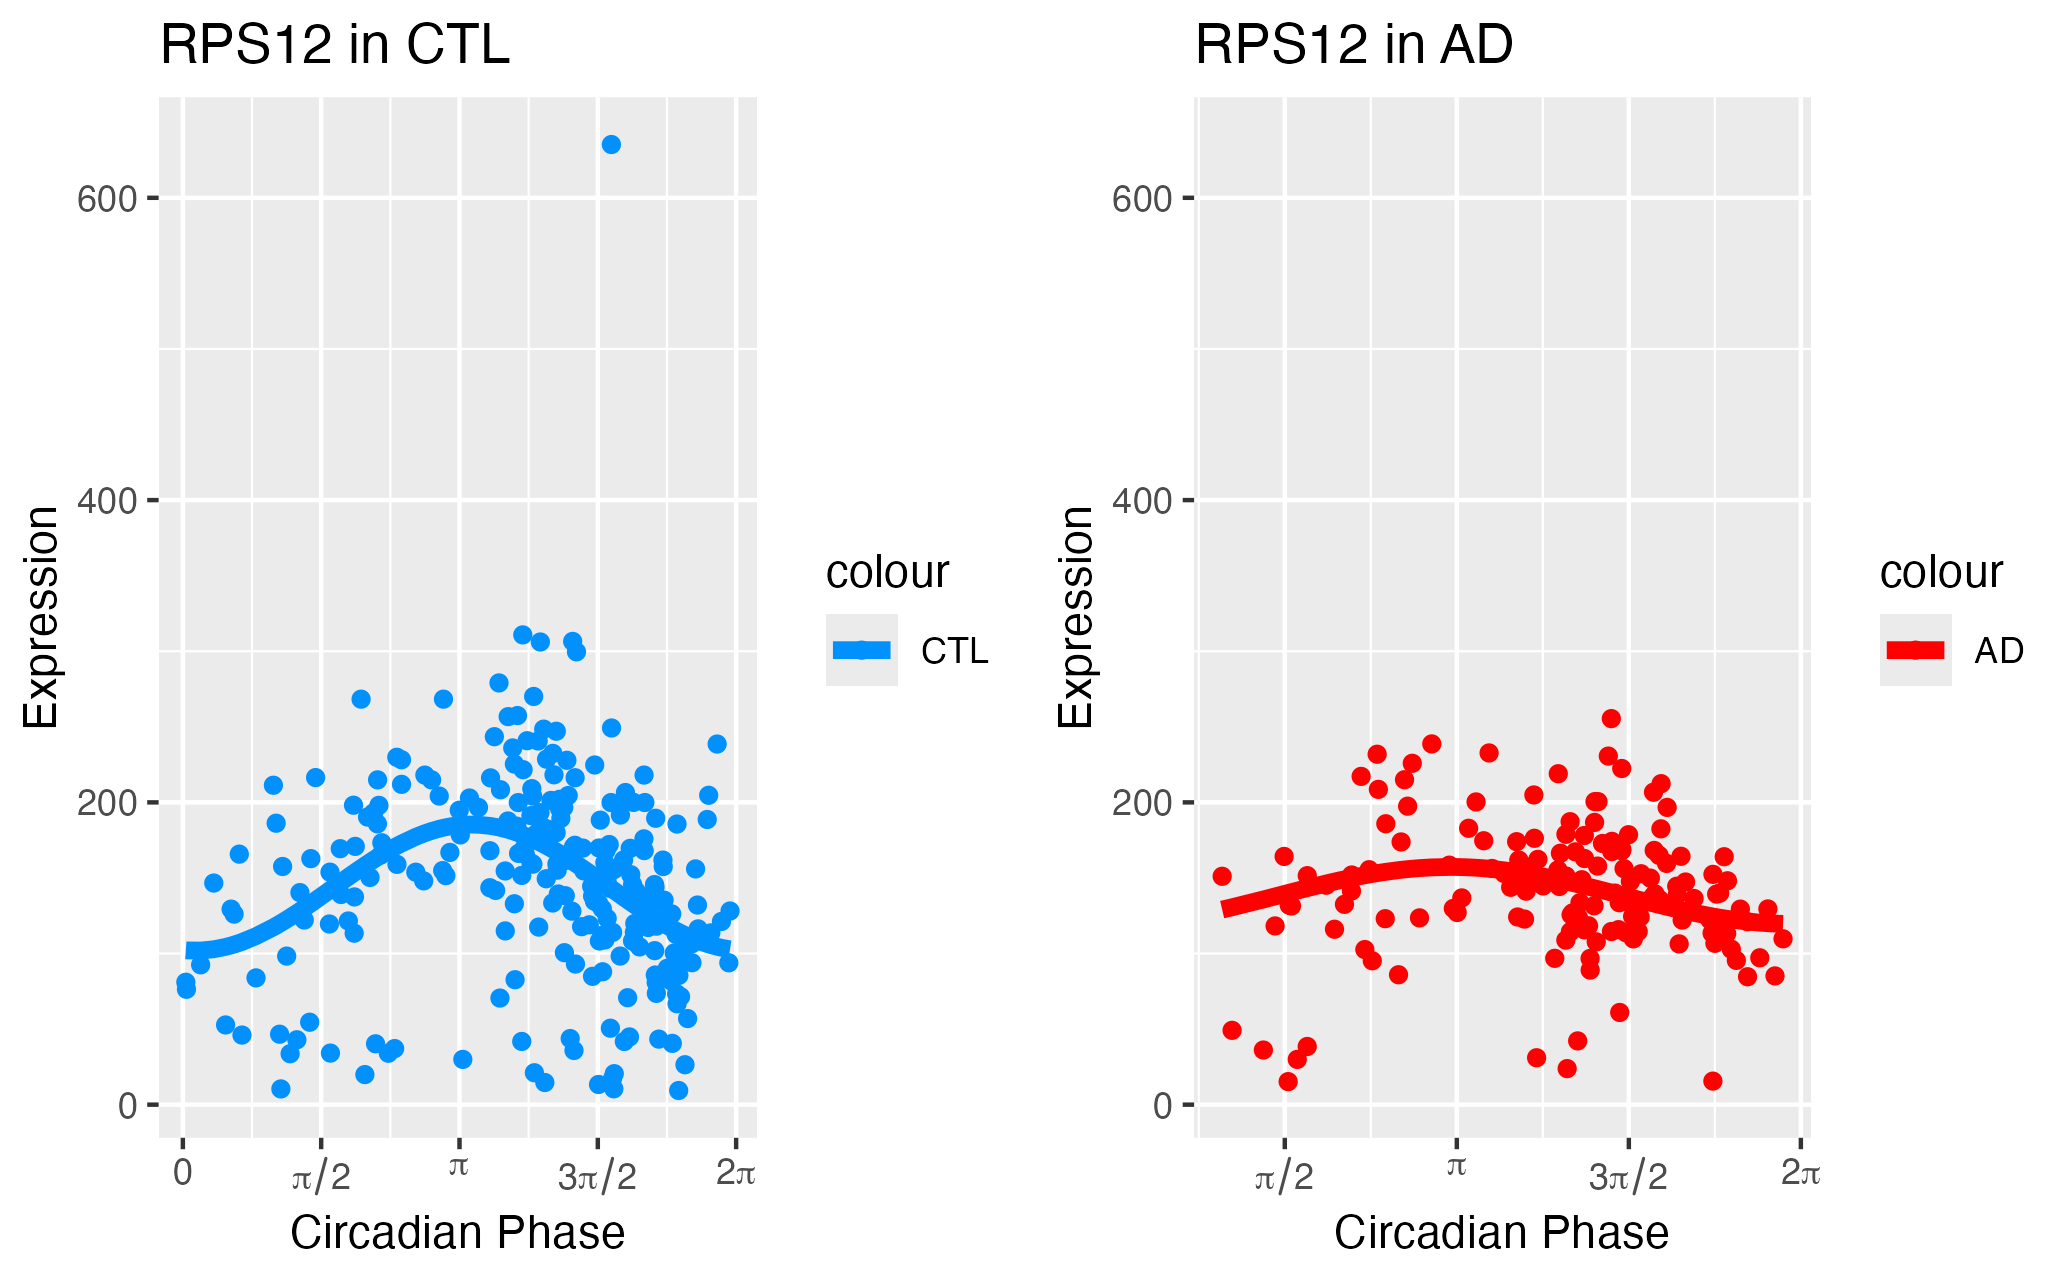 RPS12 in CTL
600
400
200
0
Expression
0
π/2
π
3π/2
2π
Circadian Phase
colour
CTL
RPS12 in AD
600
400
200
0
Expression
π/2
π
3π/2
2π
Circadian Phase
colour
AD